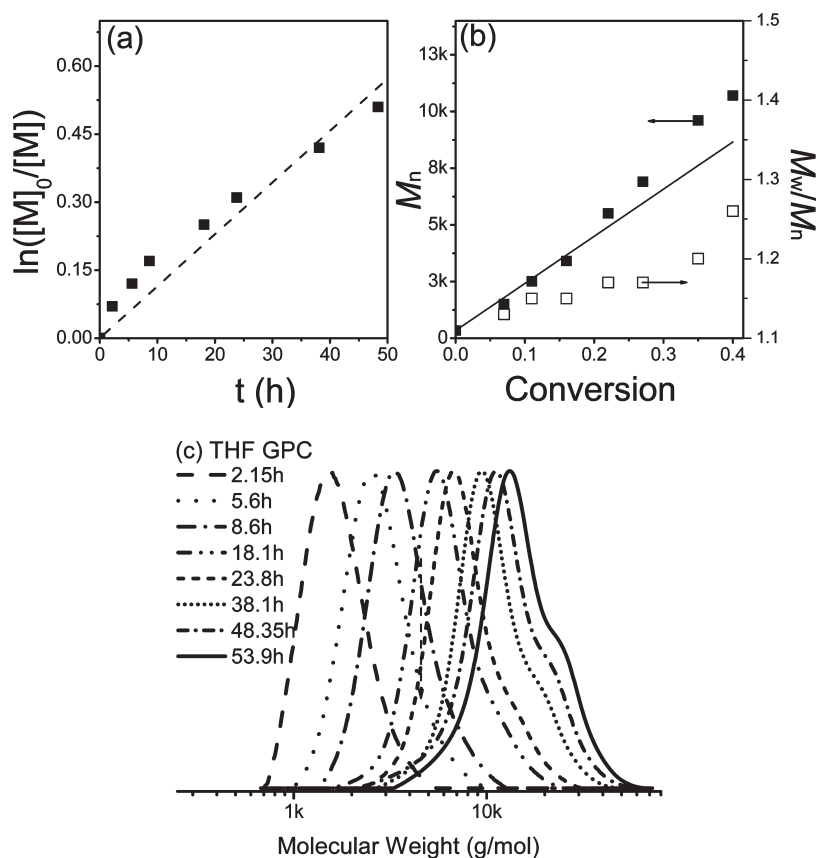 (a)
0.60
0.45
0.30
0.15
0.00
ln([M]0/[M])
0 10 20 30 40 50
t (h)
(b)
13k
10k
8k
5k
3k
0
Mn
1.5
1.4
1.3
1.2
1.1
Mw/Mn
0.0 0.1 0.2 0.3 0.4
Conversion
(c) THF GPC
2.15h
5.6h
8.6h
18.1h
23.8h
38.1h
48.35h
53.9h
1k 10k
Molecular Weight (g/mol)